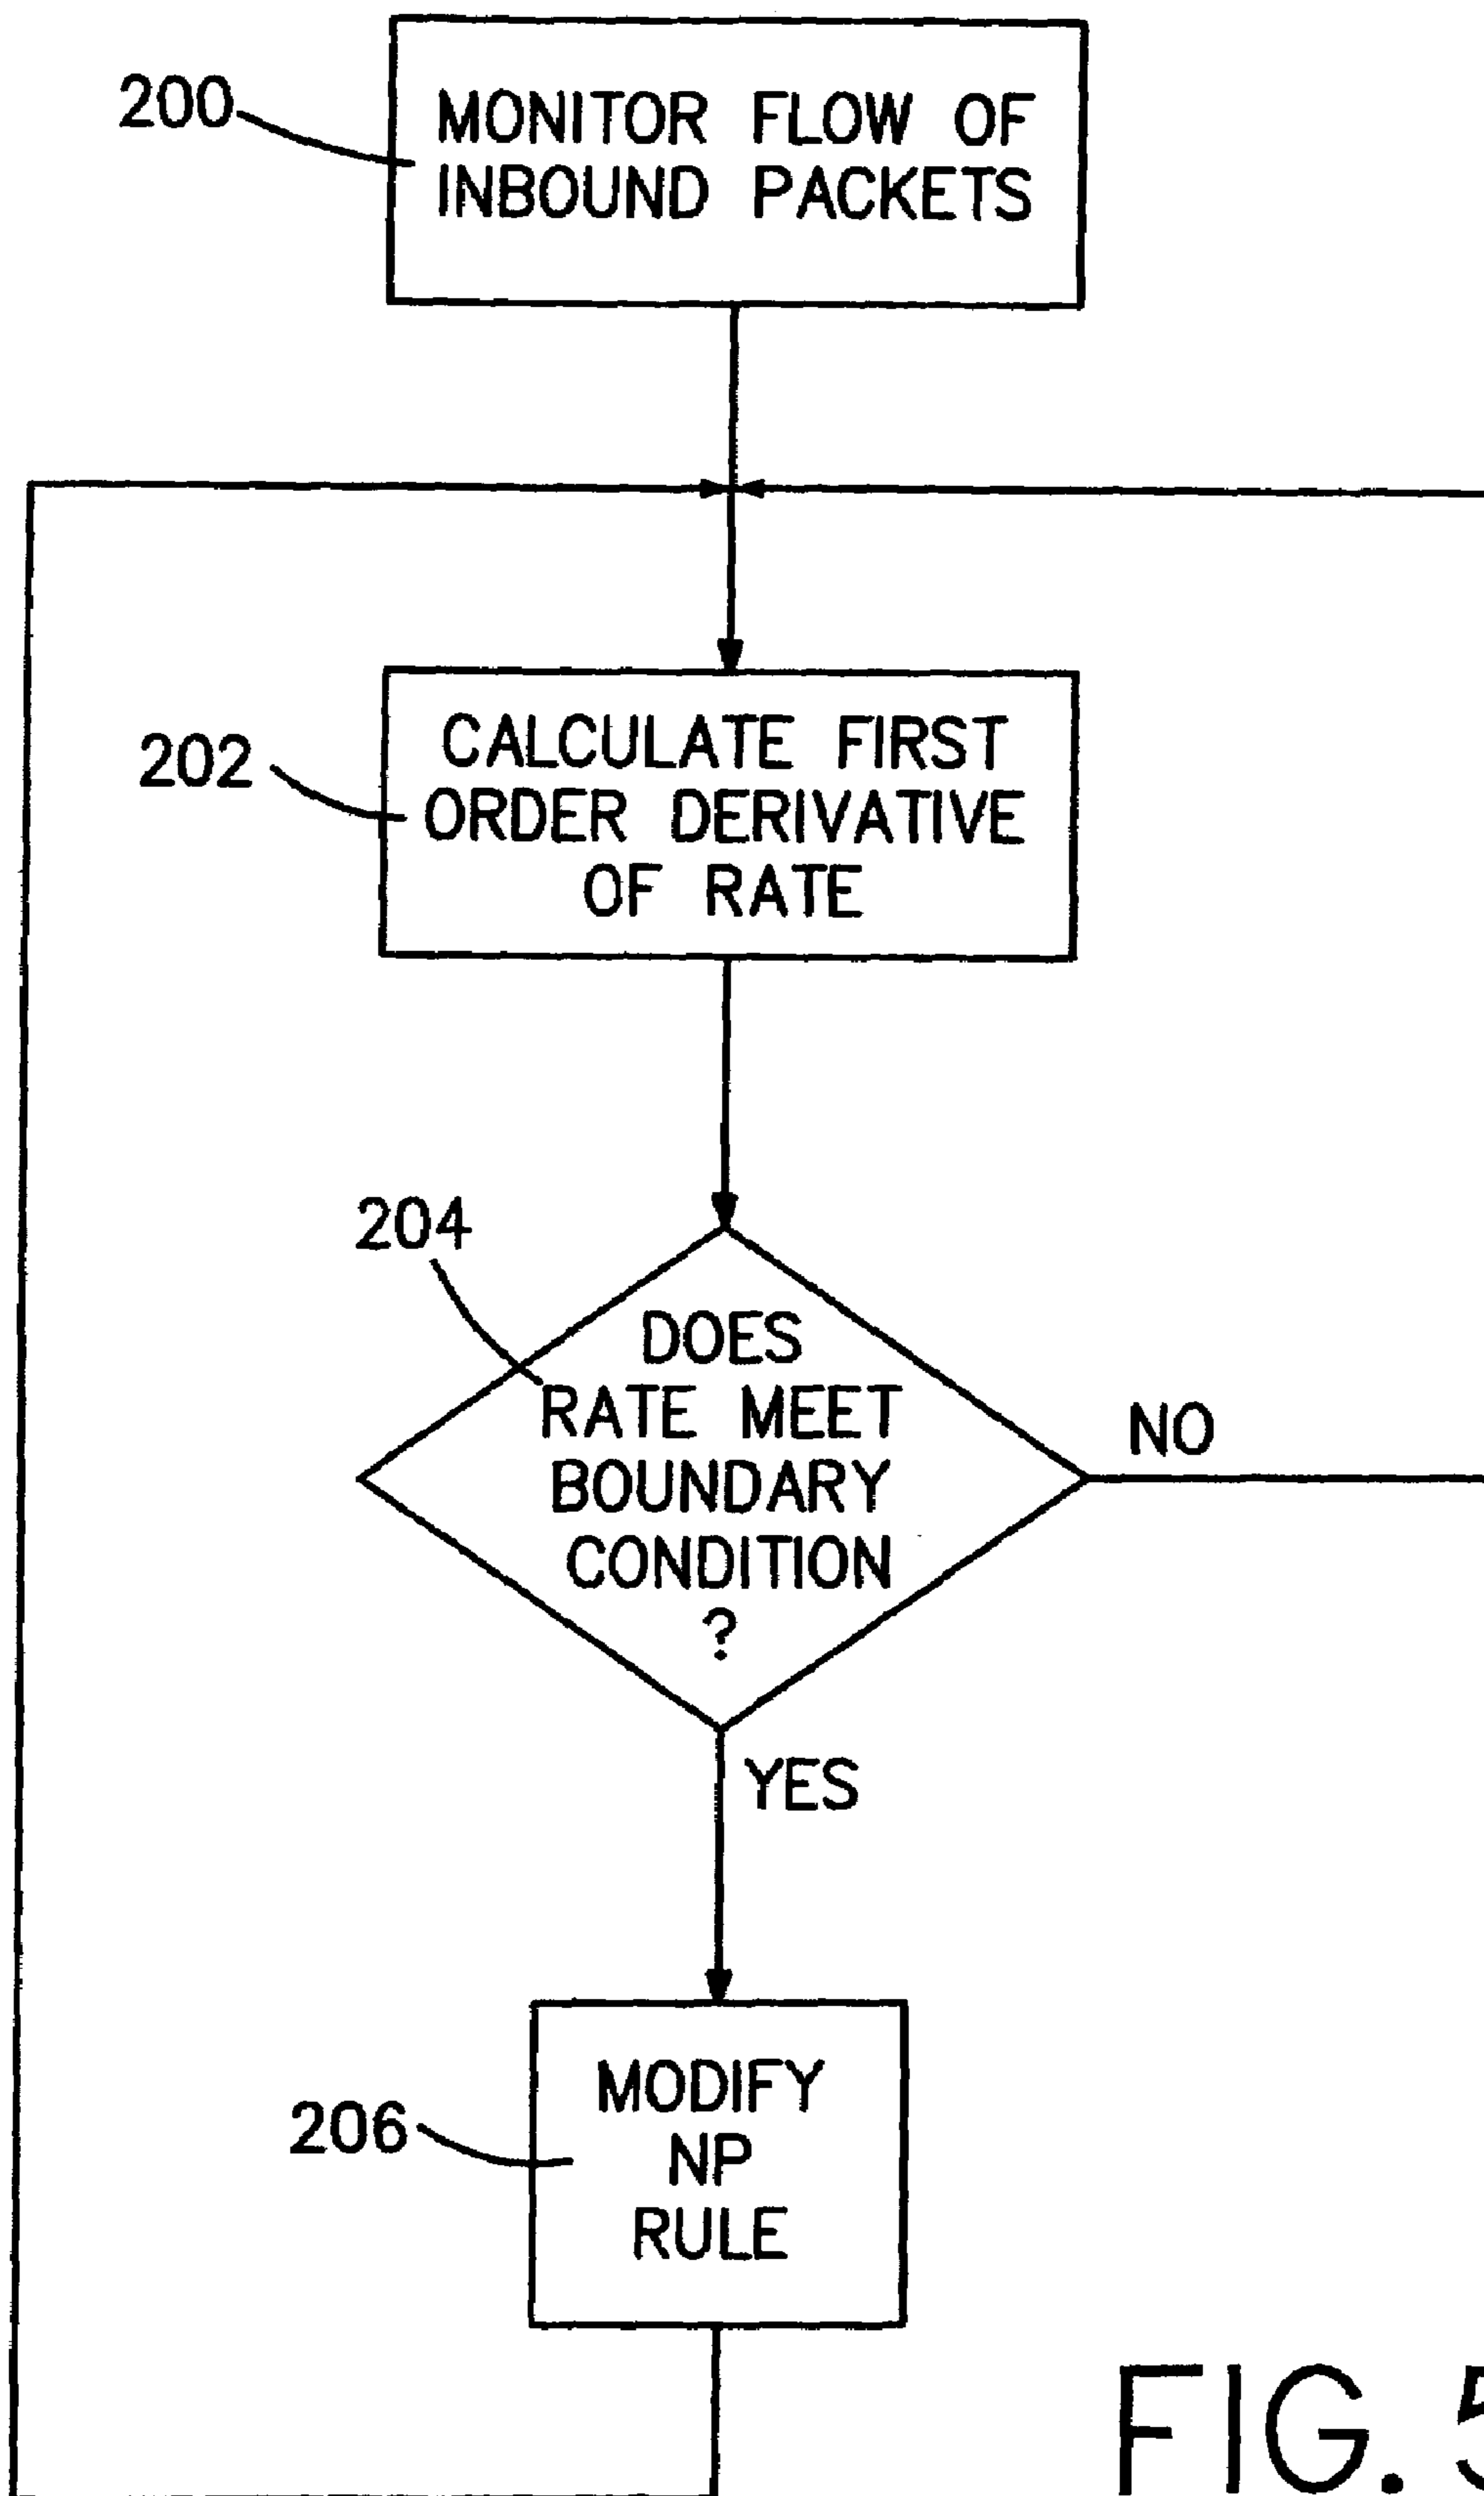 200
MONITOR FLOW OF
INBOUND PACKETS
202
CALCULATE FIRST
ORDER DERIVATIVE
OF RATE
204
DOES
RATE MEET
BOUNDARY
CONDITION
?
NO
YES
206
MODIFY
NP
RULE
FIG. 5